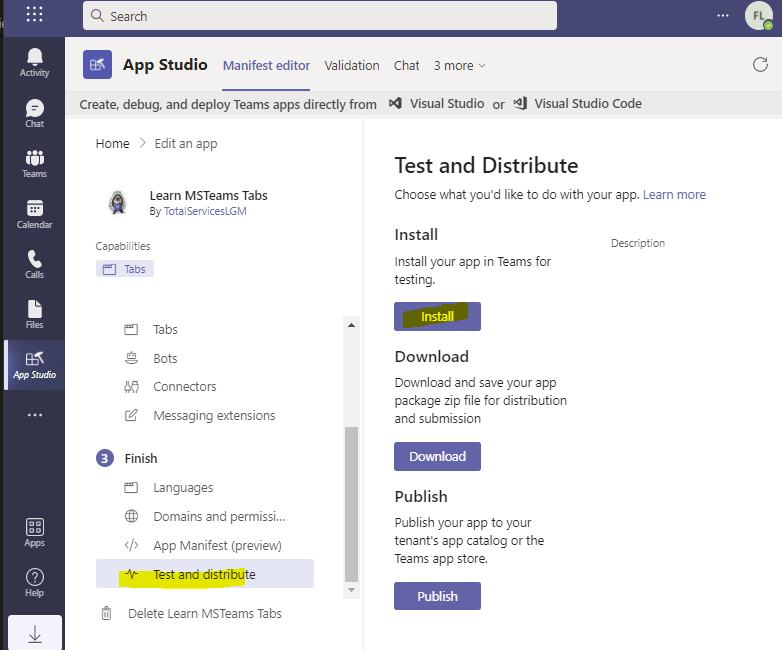 Search
FL
Activity
Chat
Teams
Calendar
Calls
Files
App Studio
Apps
Help
App Studio
Manifest editor
Validation
Chat
3 more
Create, debug, and deploy Teams apps directly from Visual Studio or Visual Studio Code
Home > Edit an app
Learn MSTeams Tabs
By TotalServicesLGM
Capabilities
Tabs
Tabs
Bots
Connectors
Messaging extensions
3 Finish
Languages
Domains and permissi...
App Manifest (preview)
Test and distribute
Delete Learn MSTeams Tabs
Test and Distribute
Choose what you'd like to do with your app. Learn more
Install
Install your app in Teams for
testing.
Install
Description
Download
Download and save your app
package zip file for distribution
and submission
Download
Publish
Publish your app to your
tenant's app catalog or the
Teams app store.
Publish